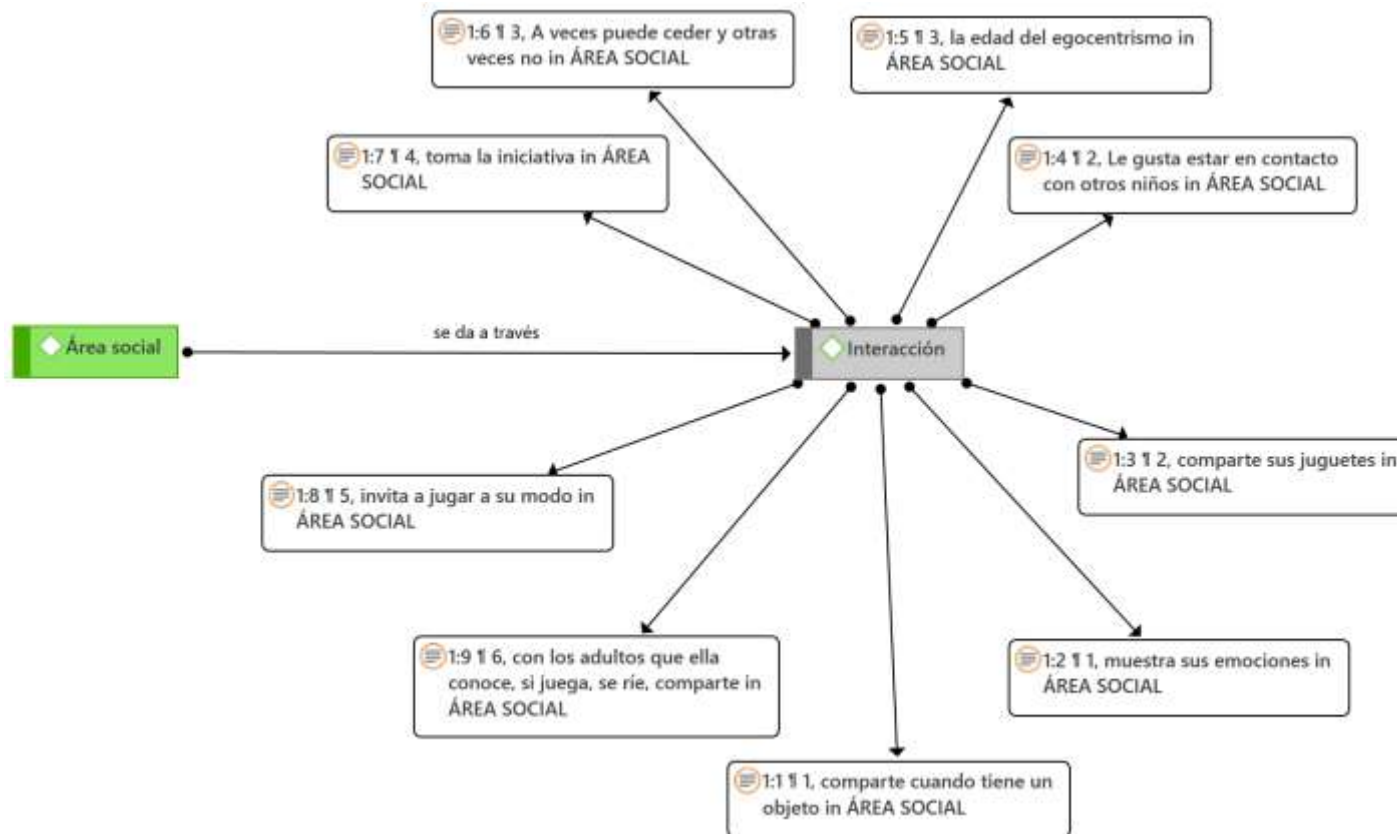 1:6 ¶ 3, A veces puede ceder y otras
veces no in ÁREA SOCIAL
1:5 ¶ 3, la edad del egocentrismo in
ÁREA SOCIAL
1:7 ¶ 4, toma la iniciativa in ÁREA
SOCIAL
1:4 ¶ 2, Le gusta estar en contacto
con otros niños in ÁREA SOCIAL
Área social
se da a través
Interacción
1:3 ¶ 2, comparte sus juguetes in
ÁREA SOCIAL
1:8 ¶ 5, invita a jugar a su modo in
ÁREA SOCIAL
1:9 ¶ 6, con los adultos que ella
conoce, si juega, se ríe, comparte in
ÁREA SOCIAL
1:2 ¶ 1, muestra sus emociones in
ÁREA SOCIAL
1:1 ¶ 1, comparte cuando tiene un
objeto in ÁREA SOCIAL